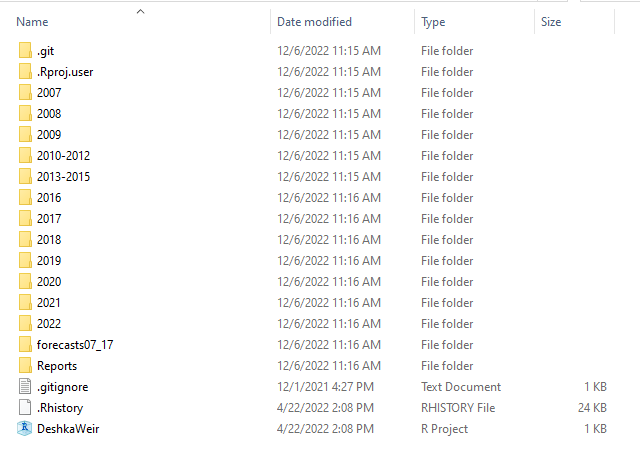 Name Date modified Type Size
.git 12/6/2022 11:15 AM File folder
.Rproj.user 12/6/2022 11:15 AM File folder
2007 12/6/2022 11:15 AM File folder
2008 12/6/2022 11:15 AM File folder
2009 12/6/2022 11:15 AM File folder
2010-2012 12/6/2022 11:15 AM File folder
2013-2015 12/6/2022 11:15 AM File folder
2016 12/6/2022 11:16 AM File folder
2017 12/6/2022 11:16 AM File folder
2018 12/6/2022 11:16 AM File folder
2019 12/6/2022 11:16 AM File folder
2020 12/6/2022 11:16 AM File folder
2021 12/6/2022 11:16 AM File folder
2022 12/6/2022 11:16 AM File folder
forecasts07_17 12/6/2022 11:16 AM File folder
Reports 12/6/2022 11:16 AM File folder
.gitignore 12/1/2021 4:27 PM Text Document 1 KB
.Rhistory 4/22/2022 2:08 PM RHISTORY File 24 KB
DeshkaWeir 4/22/2022 2:08 PM R Project 1 KB